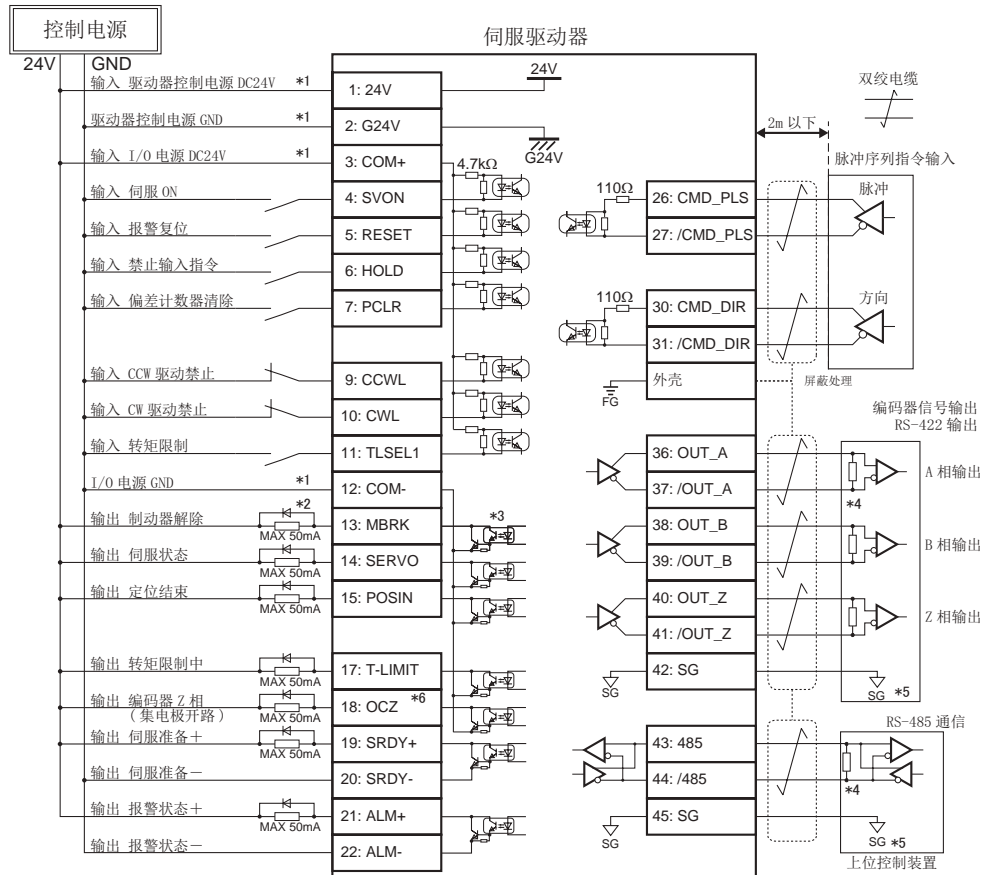 控制电源
24V GND
伺服驱动器
输入 驱动器控制电源 DC24V *1
1: 24V
24V
驱动器控制电源 GND *1
2: G24V
G24V
输入 I/O 电源 DC24V *1
3: COM+
4.7kΩ
输入 伺服 ON
4: SVON
输入 报警复位
5: RESET
输入 禁止输入指令
6: HOLD
输入 偏差计数器清除
7: PCLR
输入 CCW 驱动禁止
9: CCWL
输入 CW 驱动禁止
10: CWL
输入 转矩限制
11: TLSEL1
I/O 电源 GND *1
12: COM-
输出 制动器解除
*2
MAX 50mA
13: MBRK
*3
输出 伺服状态
MAX 50mA
14: SERVO
输出 定位结束
MAX 50mA
15: POSIN
输出 转矩限制中
MAX 50mA
17: T-LIMIT
输出 编码器 Z 相
(集电极开路)
MAX 50mA
18: OCZ *6
输出 伺服准备＋
MAX 50mA
19: SRDY+
输出 伺服准备－
20: SRDY-
输出 报警状态＋
MAX 50mA
21: ALM+
输出 报警状态－
22: ALM-
双绞电缆
2m 以下
脉冲序列指令输入
110Ω
26: CMD_PLS
脉冲
27: /CMD_PLS
110Ω
30: CMD_DIR
方向
31: /CMD_DIR
FG
外壳
屏蔽处理
编码器信号输出
RS-422 输出
36: OUT_A
A 相输出
37: /OUT_A
*4
38: OUT_B
B 相输出
39: /OUT_B
40: OUT_Z
Z 相输出
41: /OUT_Z
SG
42: SG
SG *5
RS-485 通信
43: 485
44: /485
*4
SG
45: SG
SG *5
上位控制装置